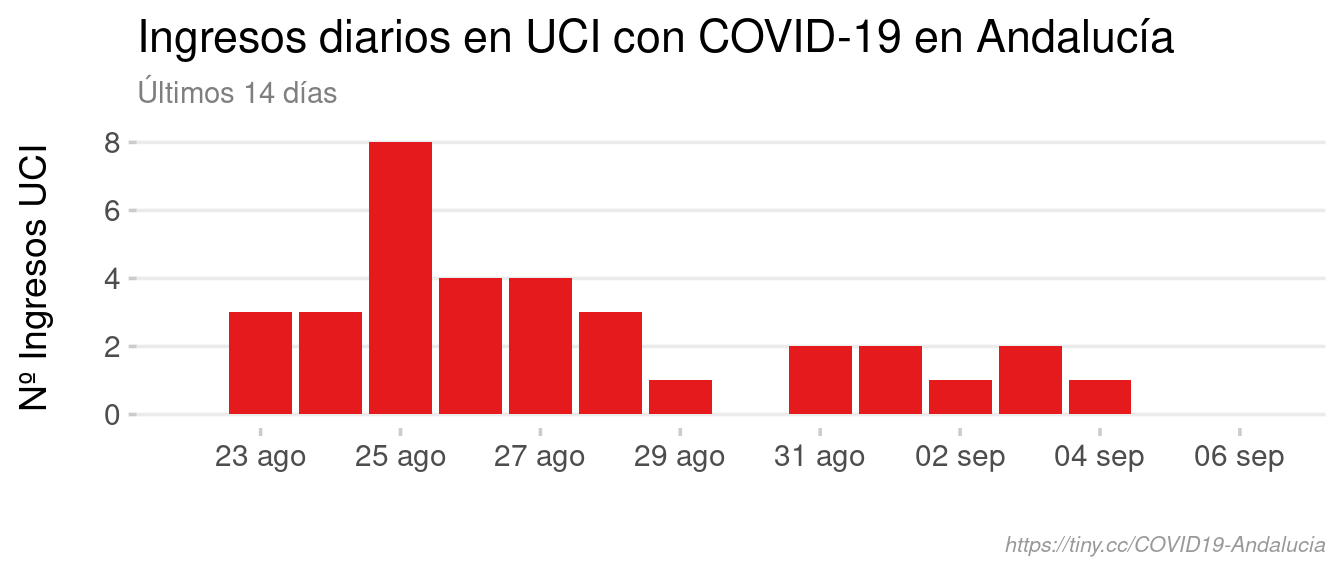 Ingresos diarios en UCI con COVID-19 en Andalucía
Últimos 14 días
Nº Ingresos UCI
8
6
4
2
0
23 ago 25 ago 27 ago 29 ago 31 ago 02 sep 04 sep 06 sep
https://tiny.cc/COVID19-Andalucia